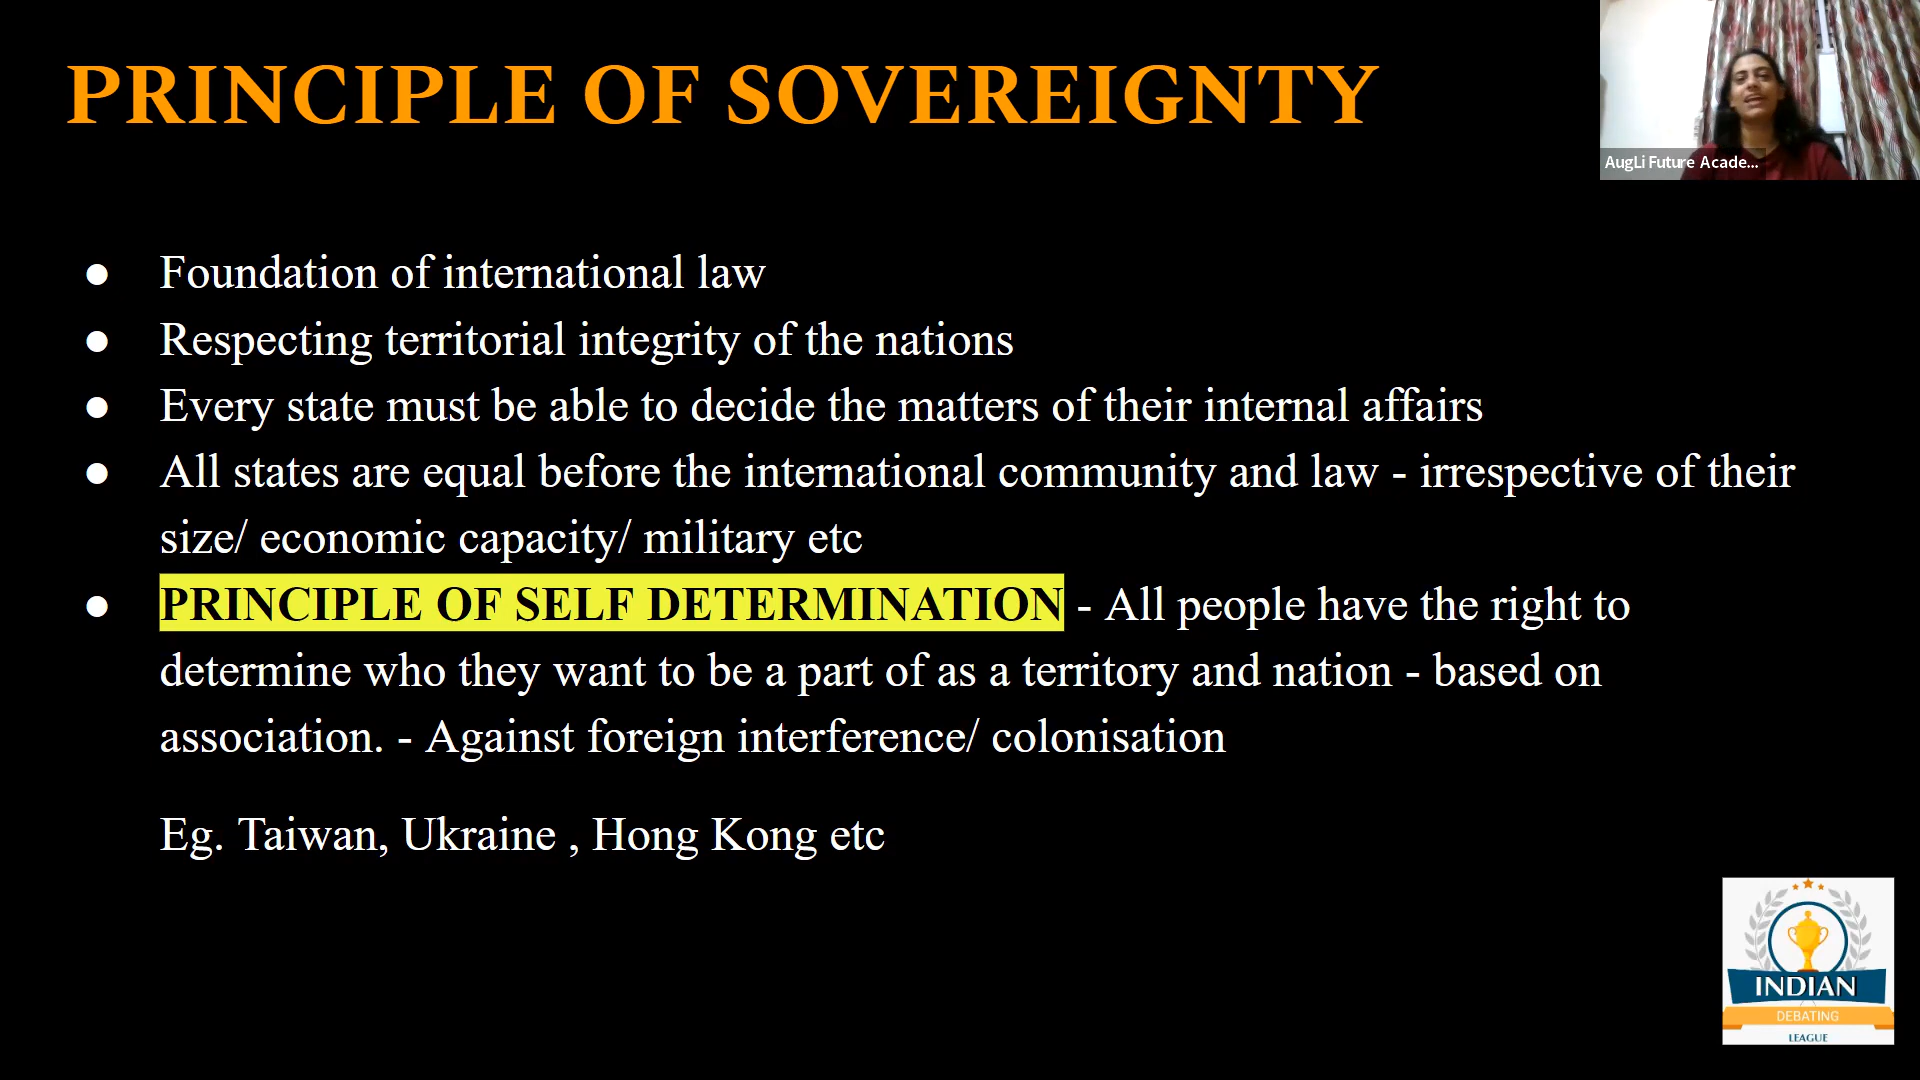 PRINCIPLE OF SOVEREIGNTY
AugLi Future Acade...
● Foundation of international law
● Respecting territorial integrity of the nations
● Every state must be able to decide the matters of their internal affairs
● All states are equal before the international community and law - irrespective of their
size/ economic capacity/ military etc
● PRINCIPLE OF SELF DETERMINATION - All people have the right to
determine who they want to be a part of as a territory and nation - based on
association. - Against foreign interference/ colonisation
Eg. Taiwan, Ukraine , Hong Kong etc
INDIAN
DEBATING
LEAGUE